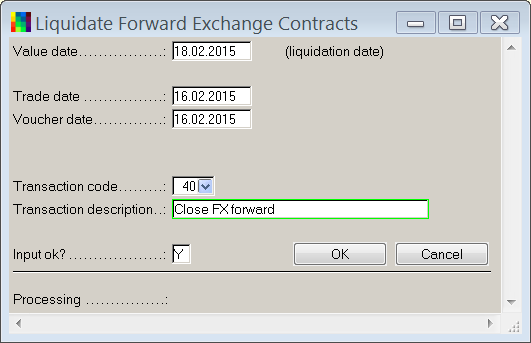 Liquidate Forward Exchange Contracts
Value date................: 18.02.2015 (liquidation date)
Trade date ...............: 16.02.2015
Voucher date.............: 16.02.2015
Transaction code.........: 40
Transaction description..: Close FX forward
Input ok? ..................: Y OK Cancel
Processing ...............: